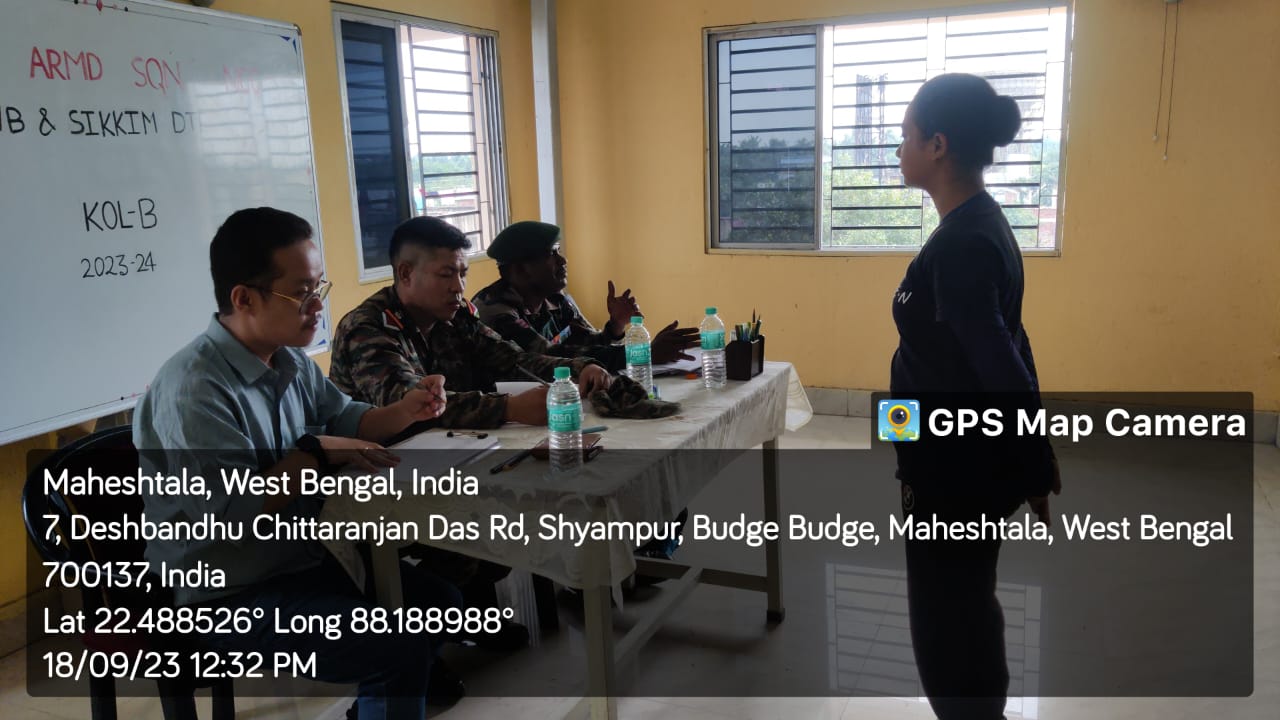 ARMD SQN NCC
WB & SIKKIM DT
KOL-B
2023-24
GPS Map Camera
Maheshtala, West Bengal, India
7, Deshbandhu Chittaranjan Das Rd, Shyampur, Budge Budge, Maheshtala, West Bengal
700137, India
Lat 22.488526° Long 88.188988°
18/09/23 12:32 PM